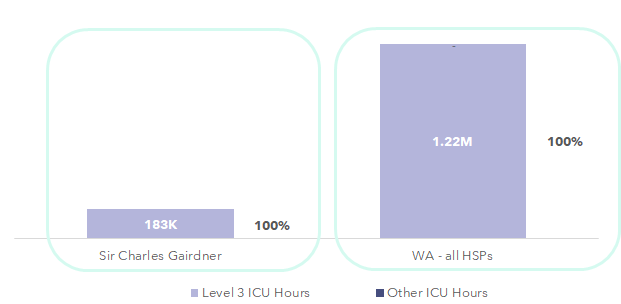 1.22M
100%
183K
100%
Sir Charles Gairdner
WA - all HSPs
Level 3 ICU Hours
Other ICU Hours